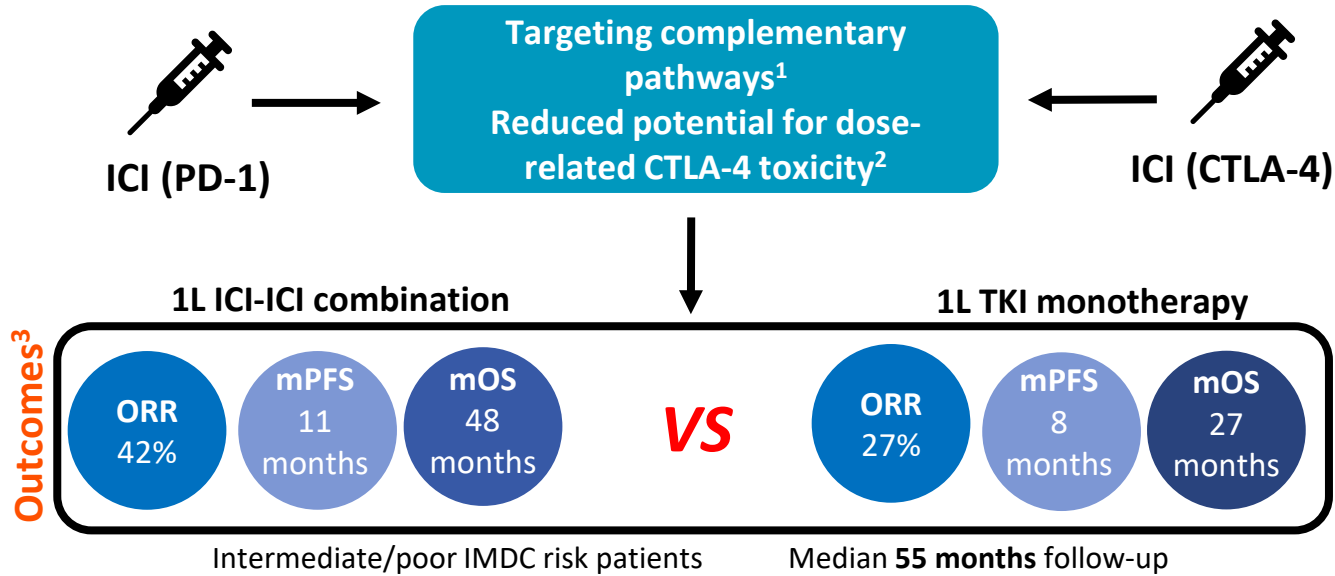 Targeting complementary
pathways¹
Reduced potential for dose-
related CTLA-4 toxicity²
ICI (PD-1)
ICI (CTLA-4)
1L ICI-ICI combination
1L TKI monotherapy
Outcomes³
ORR
42%
mPFS
11
months
mOS
48
months
VS
ORR
27%
mPFS
8
months
mOS
27
months
Intermediate/poor IMDC risk patients
Median 55 months follow-up